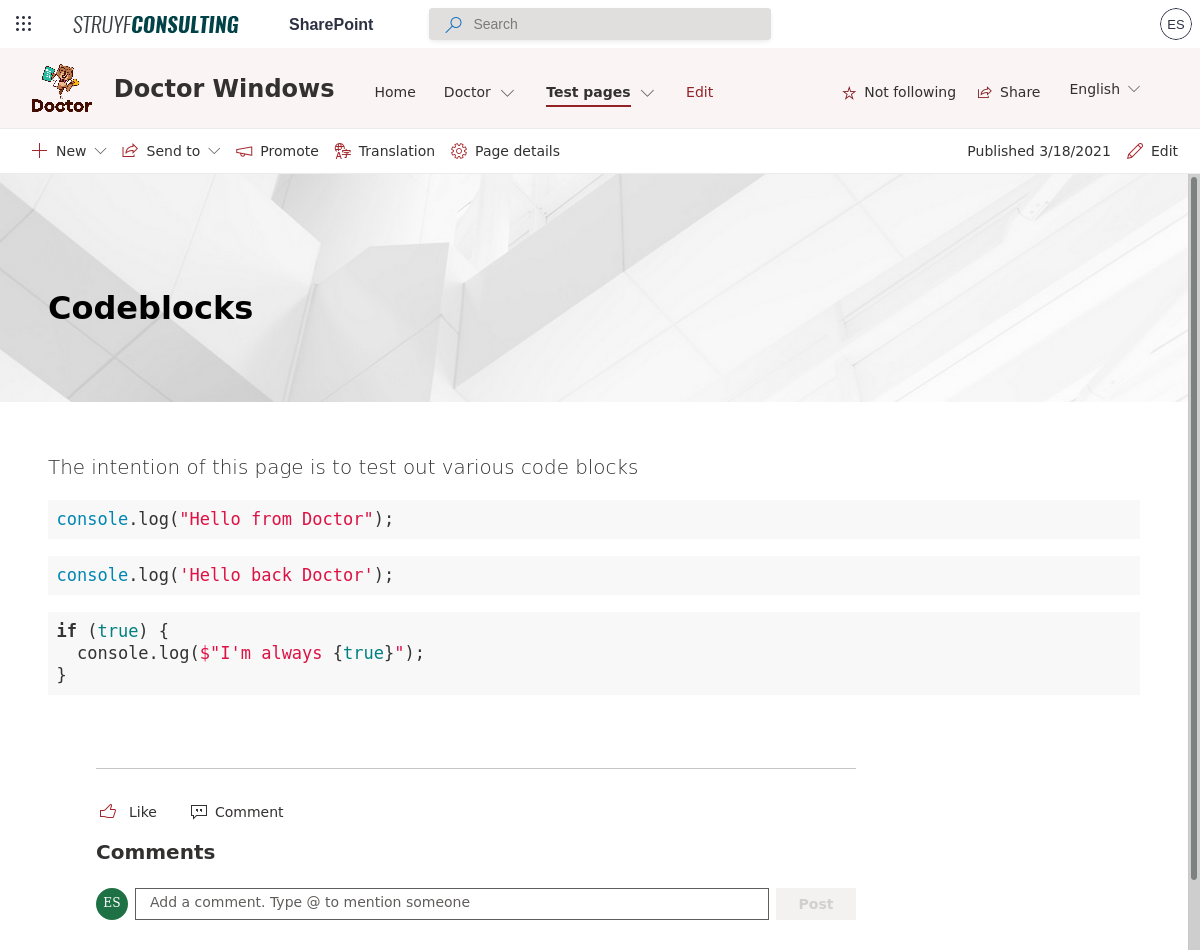 STRUYFCONSULTING SharePoint Search ES
Doctor Doctor Windows Home Doctor Test pages Edit Not following Share English
New Send to Promote Translation Page details Published 3/18/2021 Edit
Codeblocks
The intention of this page is to test out various code blocks
console.log("Hello from Doctor");
console.log('Hello back Doctor');
if (true) {
  console.log($"I'm always {true}");
}
Like Comment
Comments
ES Add a comment. Type @ to mention someone Post